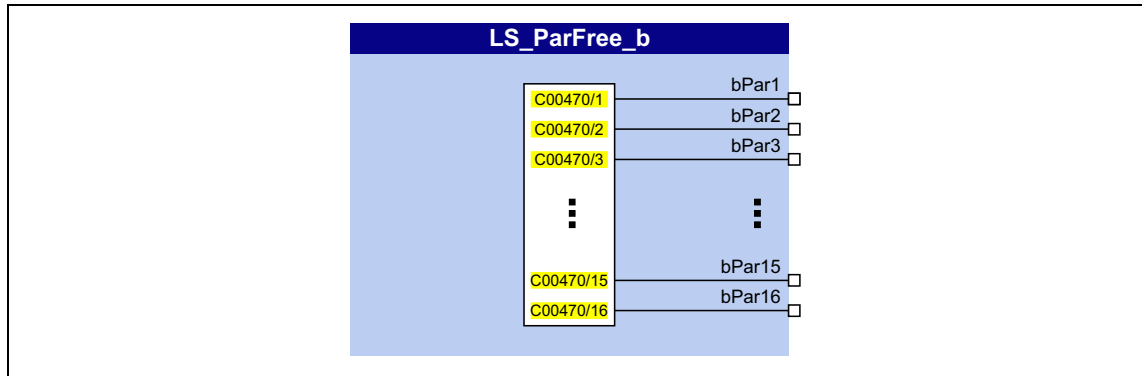 LS_ParFree_b
C00470/1 bPar1
C00470/2 bPar2
C00470/3 bPar3
C00470/15 bPar15
C00470/16 bPar16